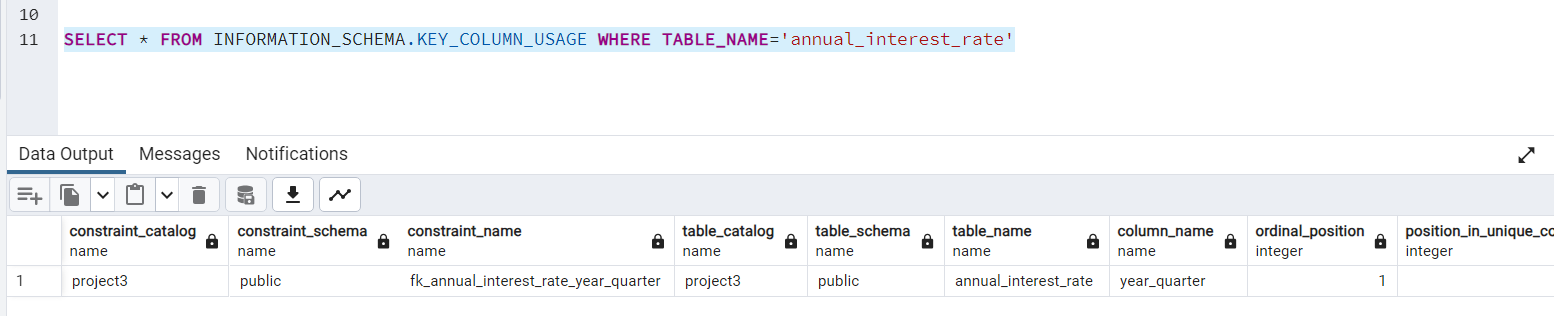 10
11 SELECT * FROM INFORMATION_SCHEMA.KEY_COLUMN_USAGE WHERE TABLE_NAME='annual_interest_rate'
Data Output Messages Notifications
constraint_catalog constraint_schema constraint_name table_catalog table_schema table_name column_name ordinal_position position_in_unique_co
name name name name name name name integer integer
1 project3 public fk_annual_interest_rate_year_quarter project3 public annual_interest_rate year_quarter 1